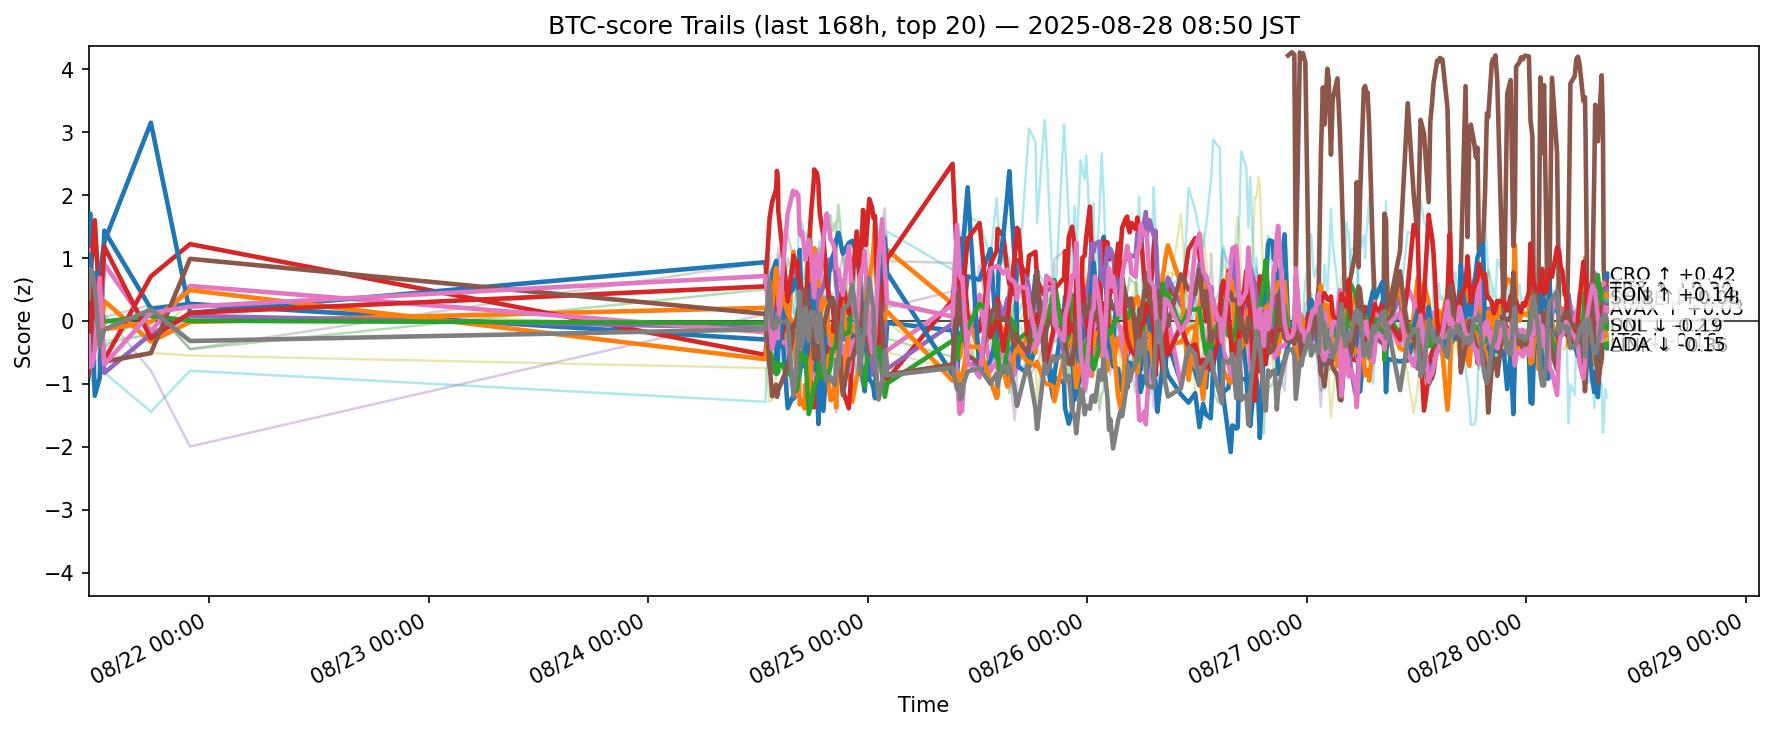 BTC-score Trails (last 168h, top 20) — 2025-08-28 08:50 JST
Score (z)
4
3
2
1
0
−1
−2
−3
−4
CRO ↑ +0.42
TON ↑ +0.14
AVAX ↑ +0.03
SOL ↓ -0.19
ADA ↓ -0.15
08/22 00:00
08/23 00:00
08/24 00:00
08/25 00:00
08/26 00:00
08/27 00:00
08/28 00:00
08/29 00:00
Time